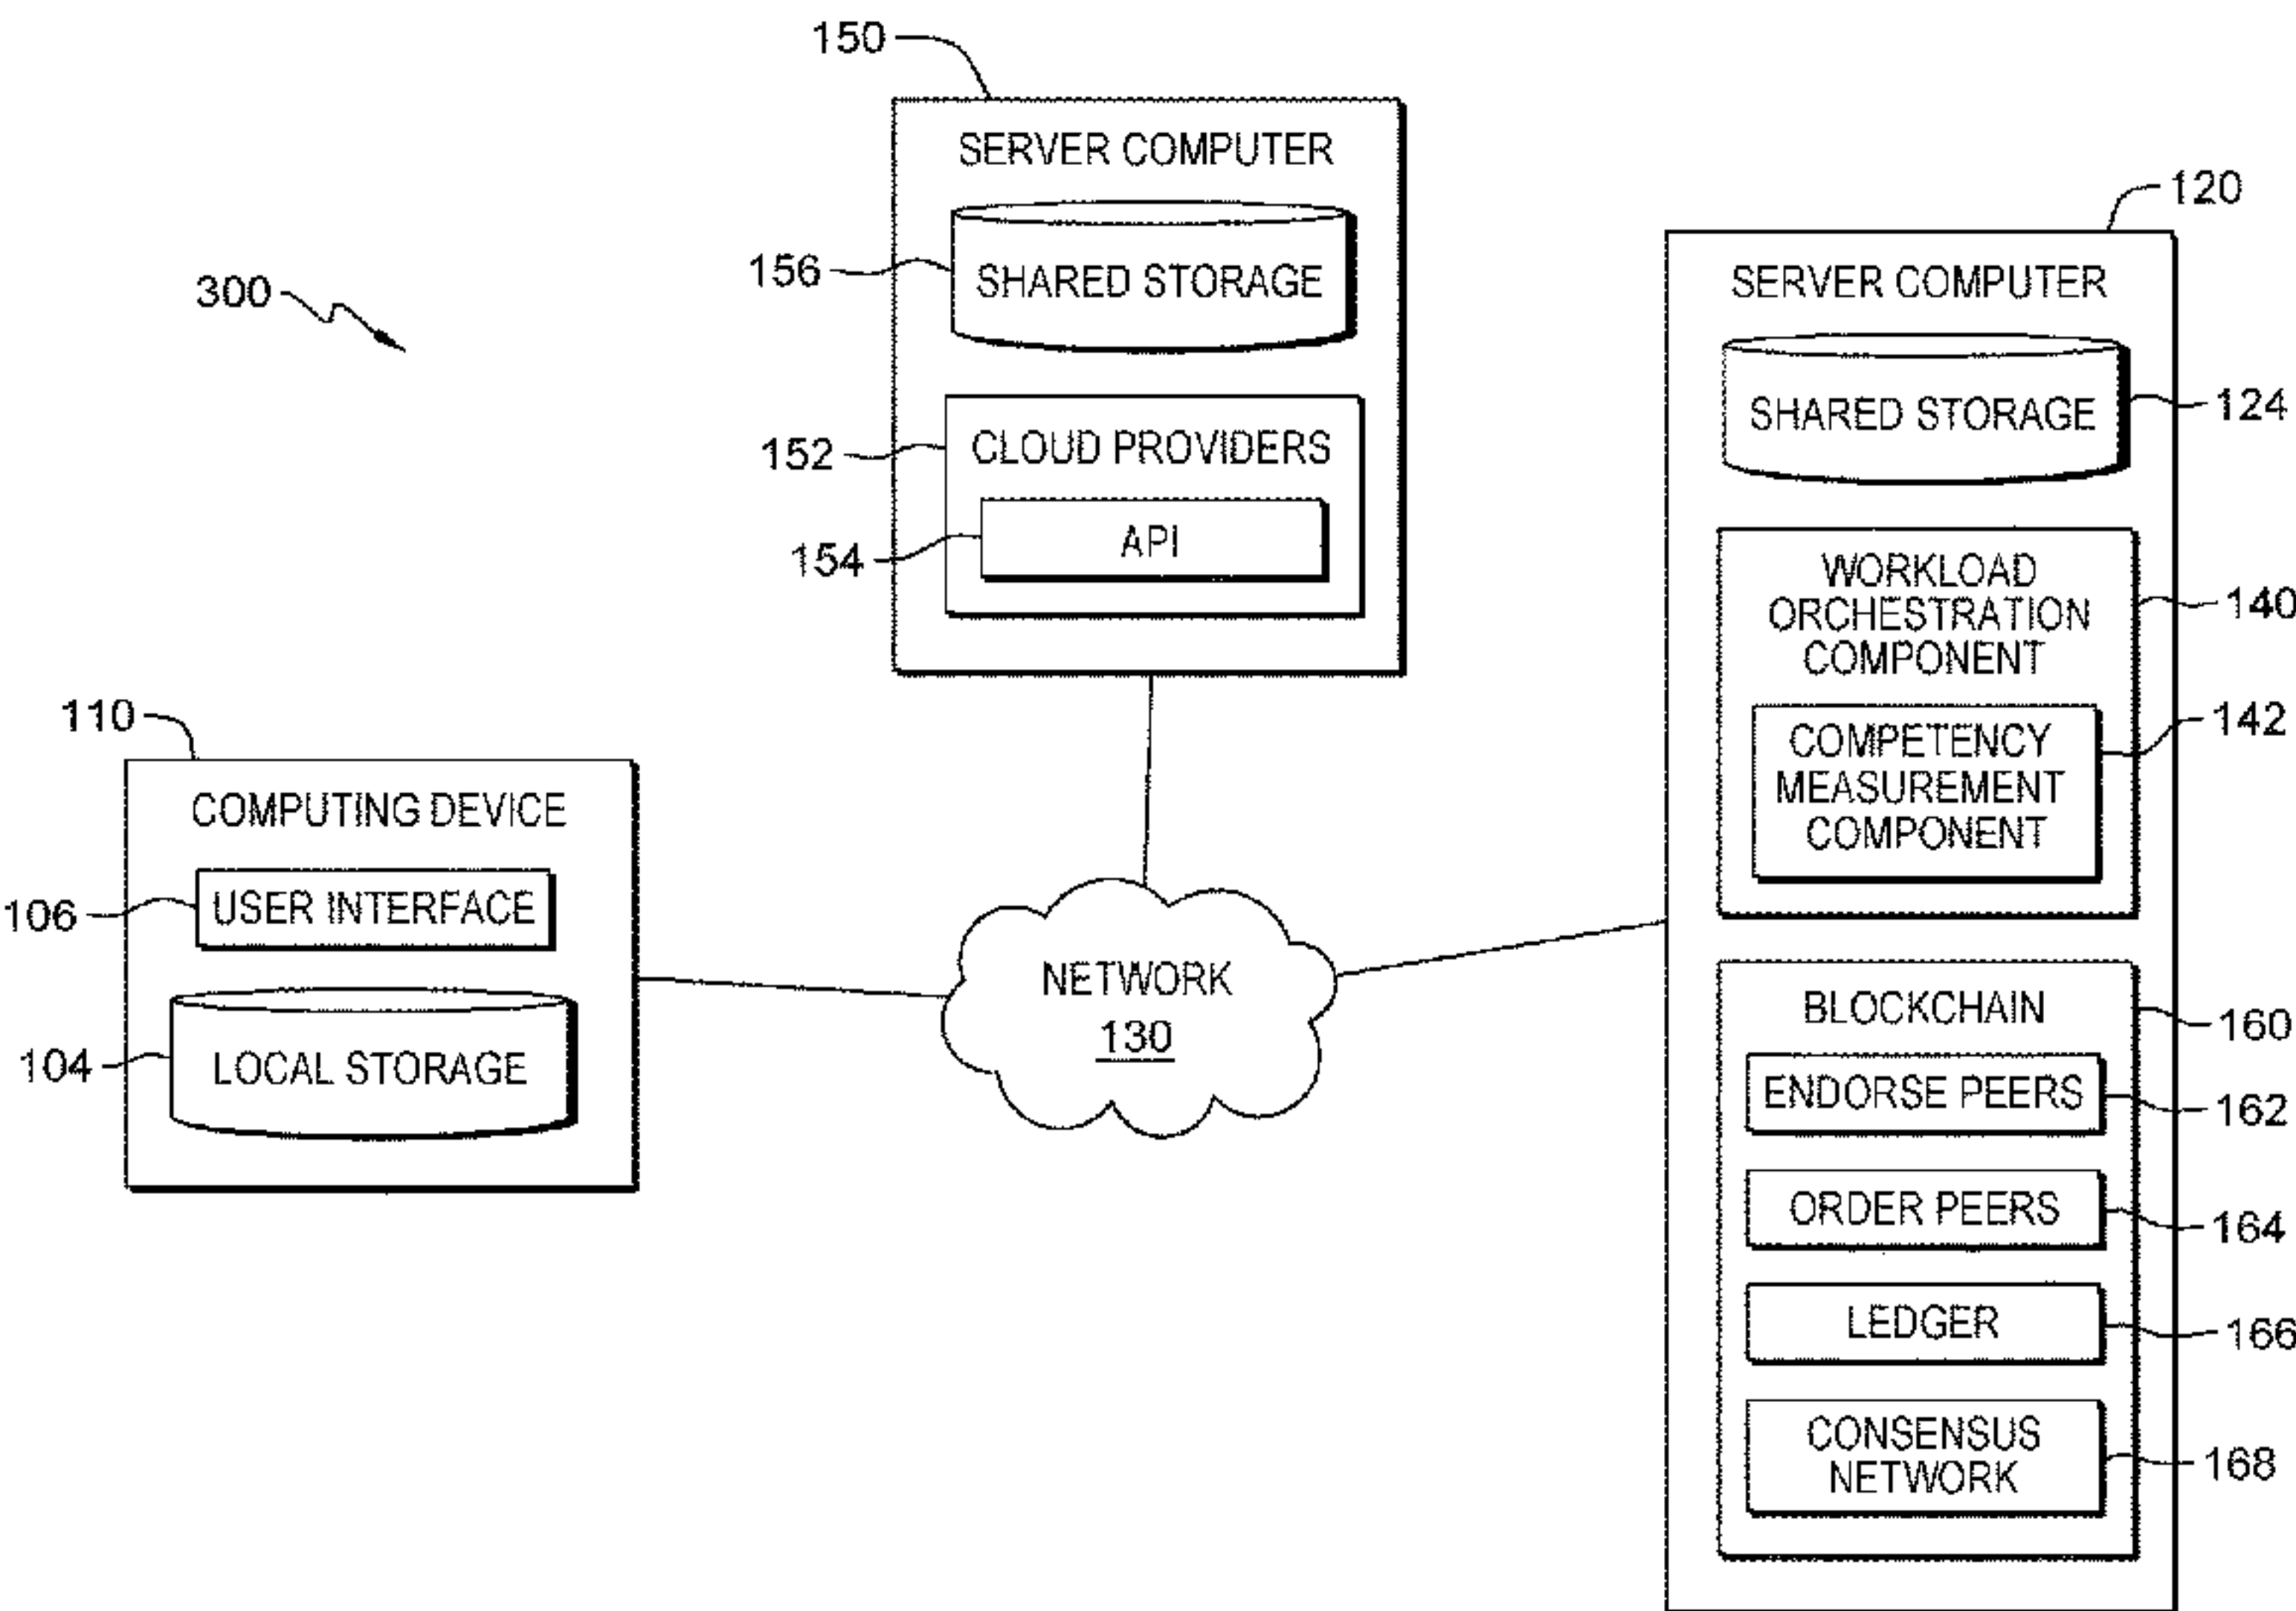 150
SERVER COMPUTER
156
SHARED STORAGE
152
CLOUD PROVIDERS
154
API
300
120
SERVER COMPUTER
SHARED STORAGE
124
WORKLOAD
ORCHESTRATION
COMPONENT
140
COMPETENCY
MEASUREMENT
COMPONENT
142
BLOCKCHAIN
160
ENDORSE PEERS
162
ORDER PEERS
164
LEDGER
166
CONSENSUS
NETWORK
168
110
COMPUTING DEVICE
106
USER INTERFACE
104
LOCAL STORAGE
NETWORK
130